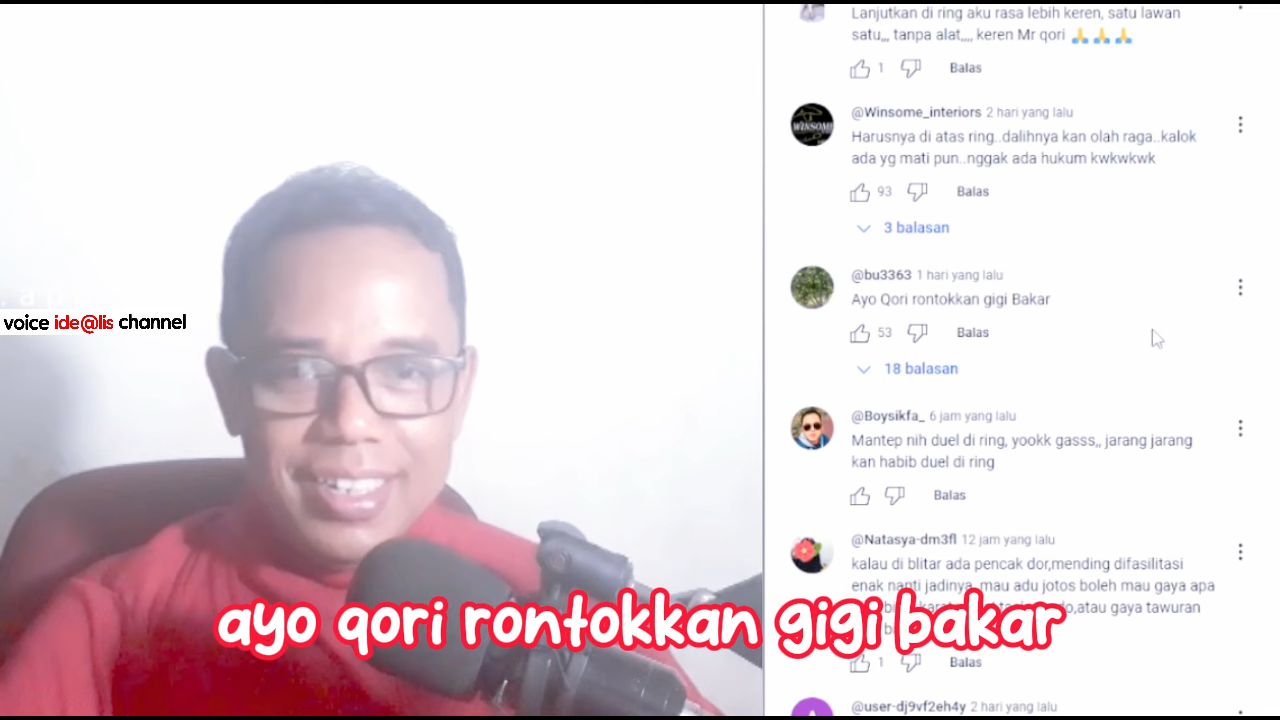 Lanjutkan di ring aku rasa lebih keren, satu lawan
satu,,, tanpa alat,,,, keren Mr qori 🙏🙏🙏
1 Balas
WINSOME
@Winsome_interiors 2 hari yang lalu
Harusnya di atas ring..dalihnya kan olah raga..kalok
ada yg mati pun..nggak ada hukum kwkwkwk
93 Balas
3 balasan
@bu3363 1 hari yang lalu
Ayo Qori rontokkan gigi Bakar
53 Balas
18 balasan
voice ide@lis channel
@Boysikfa_ 6 jam yang lalu
Mantep nih duel di ring, yookk gasss,, jarang jarang
kan habib duel di ring
Balas
@Natasya-dm3fl 12 jam yang lalu
kalau di blitar ada pencak dor,mending difasilitasi
enak nanti jadinya, mau adu jotos boleh mau gaya apa
atau gaya tawuran
ayo qori rontokkan gigi bakar
1 Balas
@user-dj9vf2eh4y 2 hari yang lalu